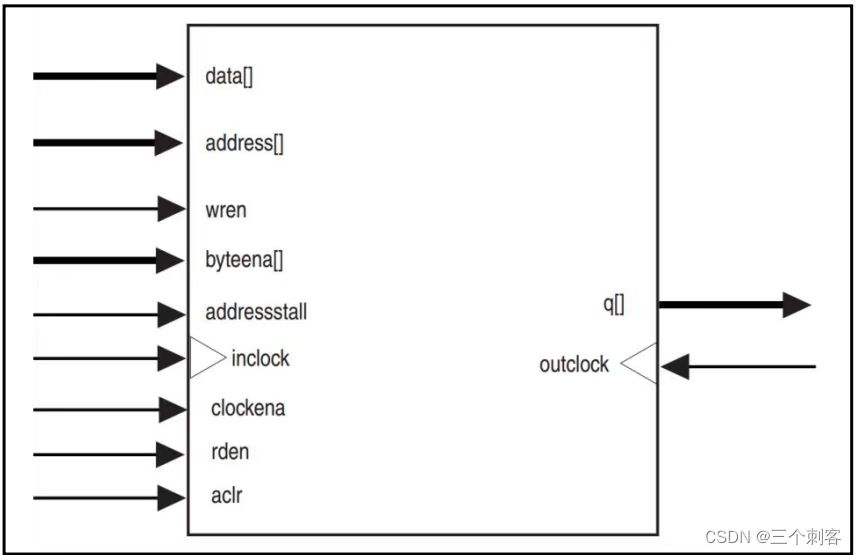 data[]
address[]
wren
byteena[]
addressstall
inclock
clockena
rden
aclr
q[]
outclock
CSDN @三个刺客